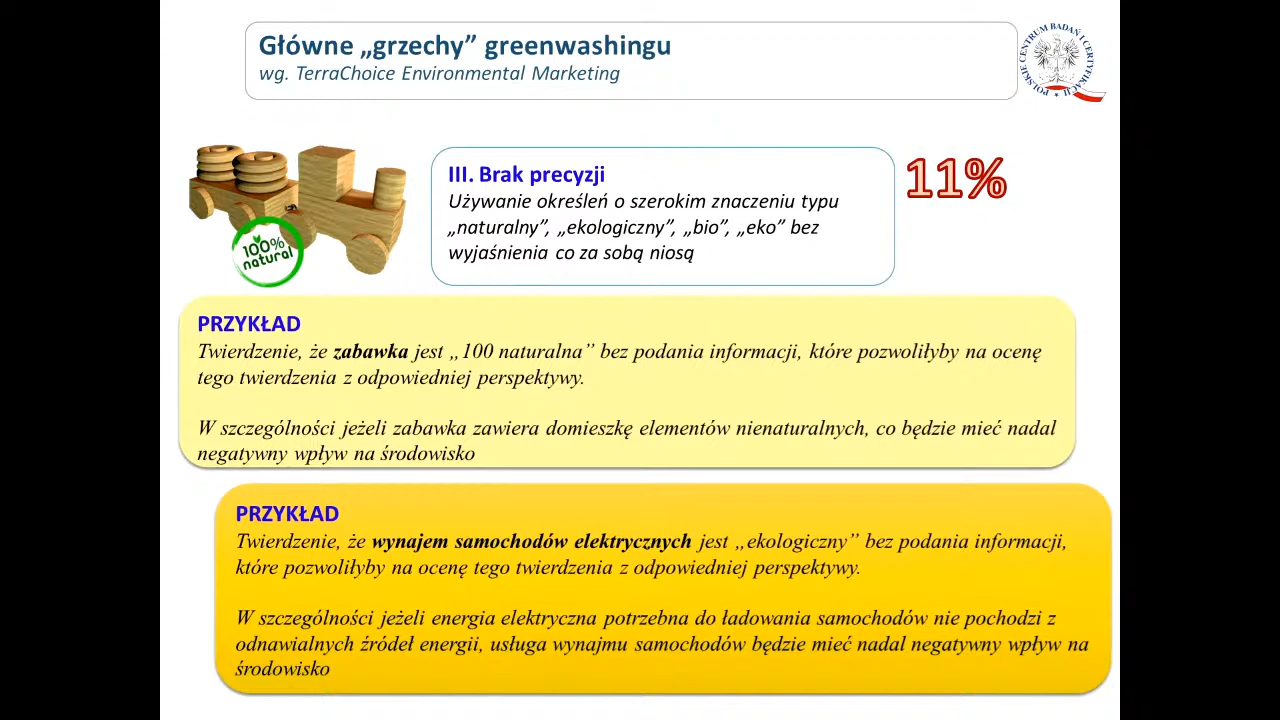 Główne „grzechy” greenwashingu
wg. TerraChoice Environmental Marketing
POLSKIE CENTRUM BADAŃ I CERTYFIKACJI
III. Brak precyzji
Używanie określeń o szerokim znaczeniu typu
„naturalny”, „ekologiczny”, „bio”, „eko” bez
wyjaśnienia co za sobą niosą
11%
100%
natural
PRZYKŁAD
Twierdzenie, że zabawka jest „100 naturalna” bez podania informacji, które pozwoliłyby na ocenę
tego twierdzenia z odpowiedniej perspektywy.
W szczególności jeżeli zabawka zawiera domieszkę elementów nienaturalnych, co będzie mieć nadal
negatywny wpływ na środowisko
PRZYKŁAD
Twierdzenie, że wynajem samochodów elektrycznych jest „ekologiczny” bez podania informacji,
które pozwoliłyby na ocenę tego twierdzenia z odpowiedniej perspektywy.
W szczególności jeżeli energia elektryczna potrzebna do ładowania samochodów nie pochodzi z
odnawialnych źródeł energii, usługa wynajmu samochodów będzie mieć nadal negatywny wpływ na
środowisko